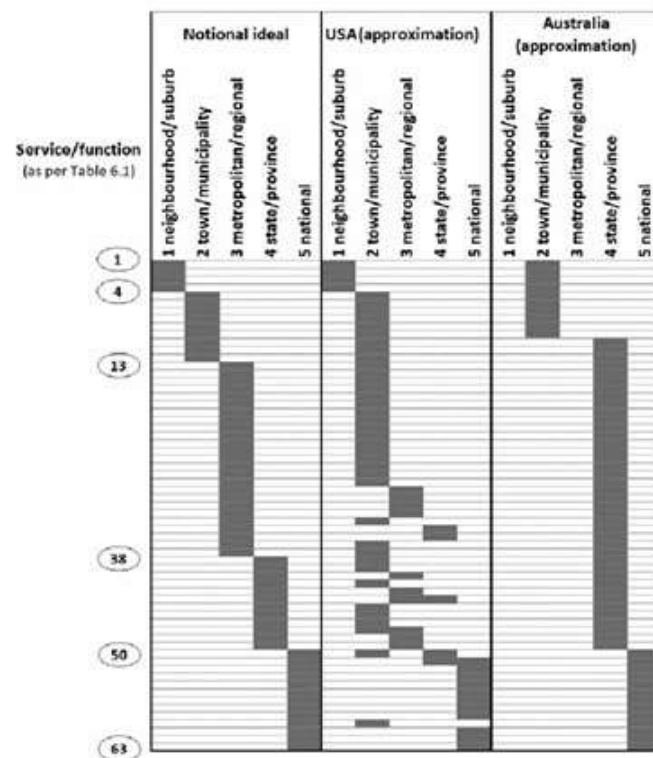 Notional ideal
USA (approximation)
Australia
(approximation)
Service/function
(as per Table 6.1)
1 neighbourhood/suburb
2 town/municipality
3 metropolitan/regional
4 state/province
5 national
1 neighbourhood/suburb
2 town/municipality
3 metropolitan/regional
4 state/province
5 national
1 neighbourhood/suburb
2 town/municipality
3 metropolitan/regional
4 state/province
5 national
1
4
13
38
50
63